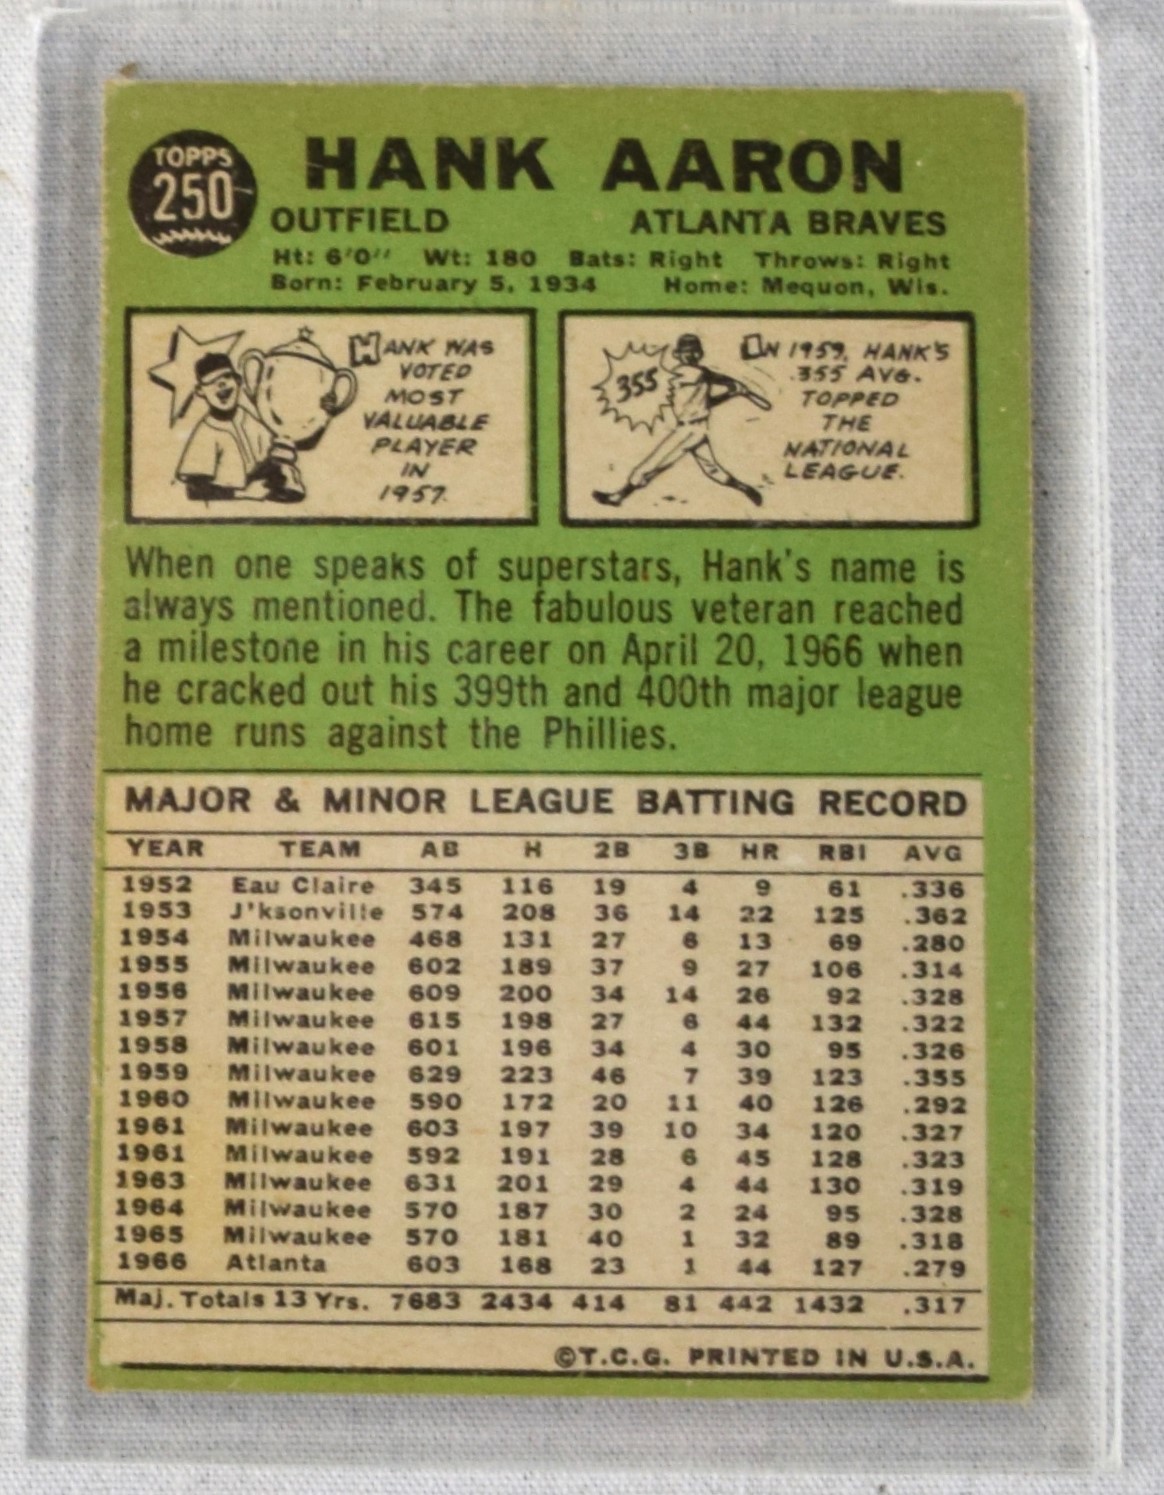 TOPPS
250
HANK AARON
OUTFIELD ATLANTA BRAVES
Ht: 6'0" Wt: 180 Bats: Right Throws: Right
Born: February 5, 1934 Home: Mequon, Wis.
HANK WAS
VOTED
MOST
VALUABLE
PLAYER
IN
1957.
355
IN 1959, HANK'S
.355 AVG.
TOPPED
THE
NATIONAL
LEAGUE.
When one speaks of superstars, Hank's name is
always mentioned. The fabulous veteran reached
a milestone in his career on April 20, 1966 when
he cracked out his 399th and 400th major league
home runs against the Phillies.
MAJOR & MINOR LEAGUE BATTING RECORD
YEAR TEAM AB H 2B 3B HR RBI AVG
1952 Eau Claire 345 116 19 4 9 61 .336
1953 J'ksonville 574 208 36 14 22 125 .362
1954 Milwaukee 468 131 27 6 13 69 .280
1955 Milwaukee 602 189 37 9 27 106 .314
1956 Milwaukee 609 200 34 14 26 92 .328
1957 Milwaukee 615 198 27 6 44 132 .322
1958 Milwaukee 601 196 34 4 30 95 .326
1959 Milwaukee 629 223 46 7 39 123 .355
1960 Milwaukee 590 172 20 11 40 126 .292
1961 Milwaukee 603 197 39 10 34 120 .327
1961 Milwaukee 592 191 28 6 45 128 .323
1963 Milwaukee 631 201 29 4 44 130 .319
1964 Milwaukee 570 187 30 2 24 95 .328
1965 Milwaukee 570 181 40 1 32 89 .318
1966 Atlanta 603 168 23 1 44 127 .279
Maj. Totals 13 Yrs. 7683 2434 414 81 442 1432 .317
©T.C.G. PRINTED IN U.S.A.